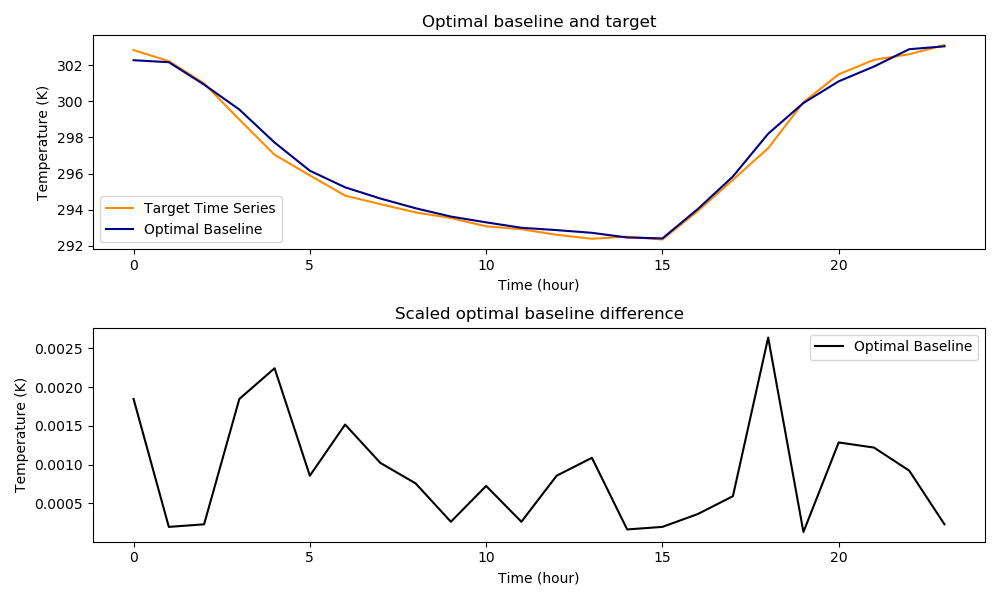 Optimal baseline and target
Temperature (K)
302
300
298
296
294
292
Target Time Series
Optimal Baseline
0 5 10 15 20
Time (hour)
Scaled optimal baseline difference
Temperature (K)
0.0025
0.0020
0.0015
0.0010
0.0005
Optimal Baseline
0 5 10 15 20
Time (hour)